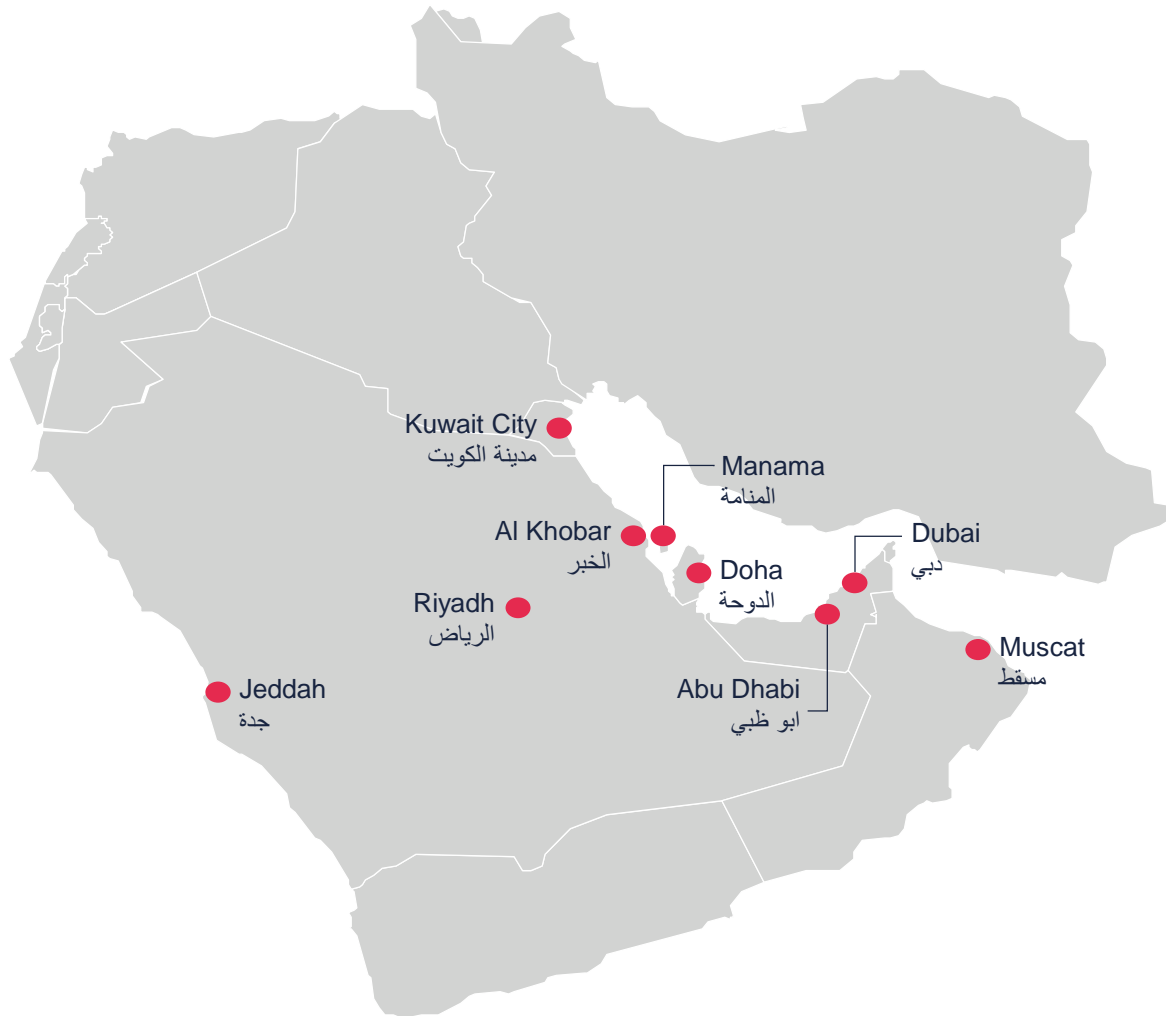 Kuwait City
مدينة الكويت
Manama
المنامة
Al Khobar
الخبر
Dubai
دبي
Doha
الدوحة
Riyadh
الرياض
Muscat
مسقط
Jeddah
جدة
Abu Dhabi
ابو ظبي